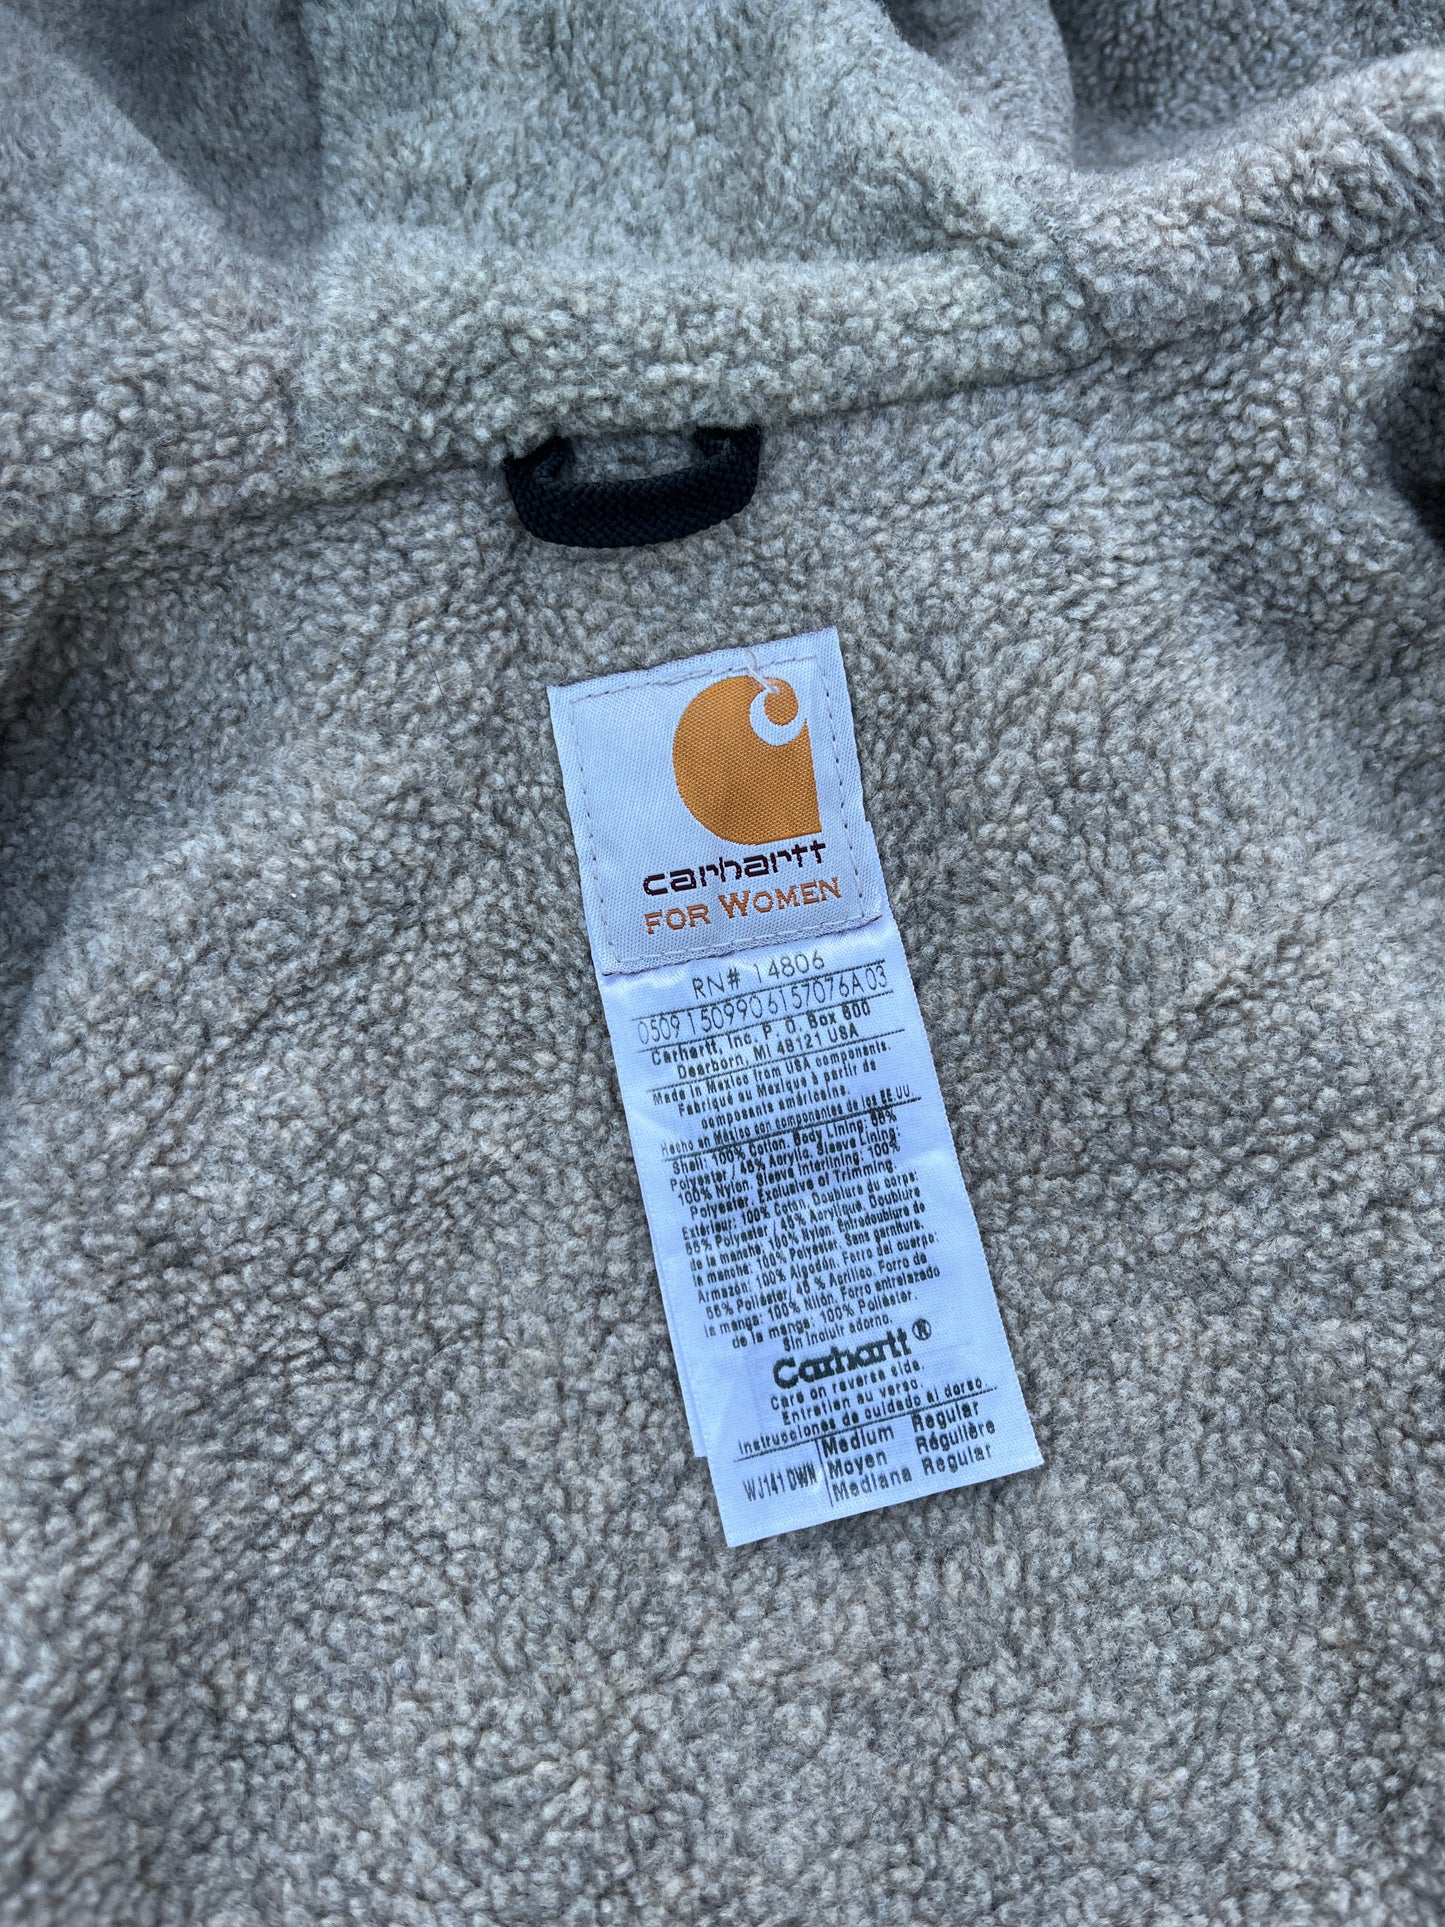 carhartt
FOR WOMEN
RN# 14806
0509150990615707​6A03
Carhartt, Inc. P. O. Box 600
Dearborn, MI 48121 USA
Made in Mexico from USA components.
Fabriqué au Mexique à partir de
composants américains.
Hecho en México con componentes de los EE.UU.
Shell: 100% Cotton. Body Lining: 55%
Polyester / 45% Acrylic. Sleeve Lining:
100% Nylon. Sleeve Interlining: 100%
Polyester. Exclusive of Trimming.
Extérieur: 100% Coton. Doublure du corps:
55% Polyester / 45% Acrylique. Doublure
de la manche: 100% Nylon. Entredoublure de
la manche: 100% Polyester. Sans garniture.
Armazón: 100% Algodón. Forro del cuerpo:
55% Poliéster / 45 % Acrílico. Forro de
la manga: 100% Nilón. Forro entrelazado
de la manga: 100% Poliéster.
Sin incluir adorno.
Carhartt®
Care on reverse side.
Entretien au verso.
Instrucciones de cuidado al dorso.
Medium Regular
Moyen Régulière
WJ141 DWN Mediana Regular